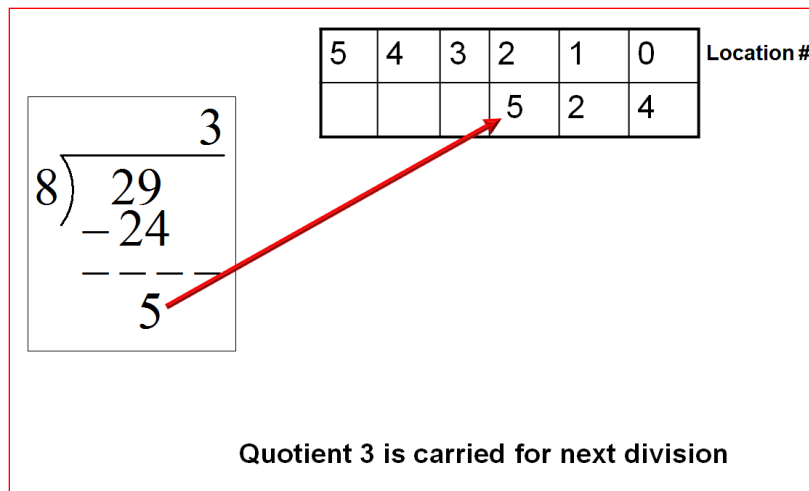 5 4 3 2 1 0 Location #
5 2 4
3
8) 29
−24
− − − −
5
Quotient 3 is carried for next division